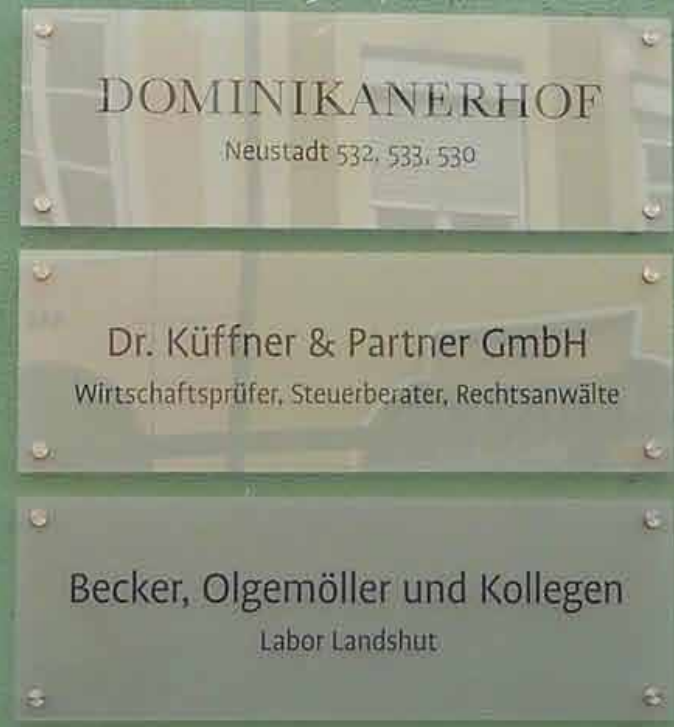 DOMINIKANERHOF
Neustadt 532, 533, 530
Dr. Küffner & Partner GmbH
Wirtschaftsprüfer, Steuerberater, Rechtsanwälte
Becker, Olgemöller und Kollegen
Labor Landshut